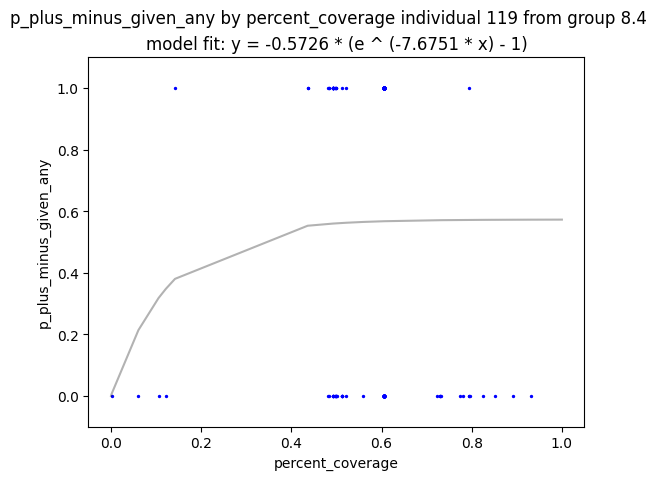 p_plus_minus_given_any by percent_coverage individual 119 from group 8.4
model fit: y = -0.5726 * (e ^ (-7.6751 * x) - 1)
1.0
0.8
0.6
0.4
0.2
0.0
p_plus_minus_given_any
0.0 0.2 0.4 0.6 0.8 1.0
percent_coverage